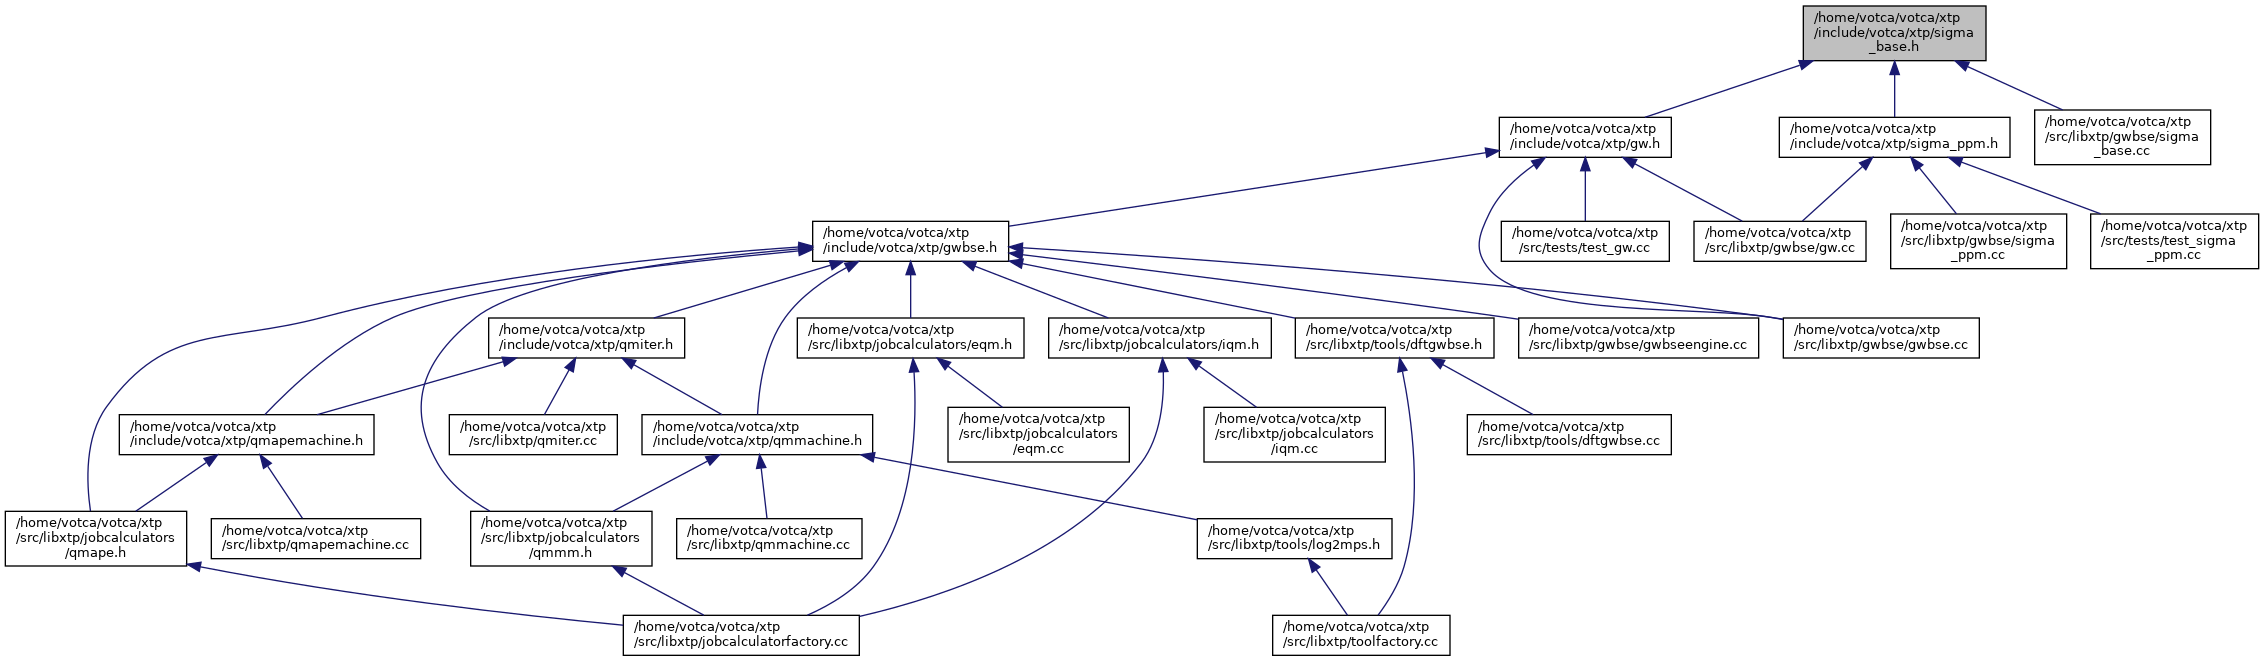 /home/votca/votca/xtp
/include/votca/xtp/sigma
_base.h
/home/votca/votca/xtp
/include/votca/xtp/gw.h
/home/votca/votca/xtp
/include/votca/xtp/sigma_ppm.h
/home/votca/votca/xtp
/src/libxtp/gwbse/sigma
_base.cc
/home/votca/votca/xtp
/include/votca/xtp/gwbse.h
/home/votca/votca/xtp
/src/tests/test_gw.cc
/home/votca/votca/xtp
/src/libxtp/gwbse/gw.cc
/home/votca/votca/xtp
/src/libxtp/gwbse/sigma
_ppm.cc
/home/votca/votca/xtp
/src/tests/test_sigma
_ppm.cc
/home/votca/votca/xtp
/include/votca/xtp/qmiter.h
/home/votca/votca/xtp
/src/libxtp/jobcalculators/eqm.h
/home/votca/votca/xtp
/src/libxtp/jobcalculators/iqm.h
/home/votca/votca/xtp
/src/libxtp/tools/dftgwbse.h
/home/votca/votca/xtp
/src/libxtp/gwbse/gwbseengine.cc
/home/votca/votca/xtp
/src/libxtp/gwbse/gwbse.cc
/home/votca/votca/xtp
/include/votca/xtp/qmapemachine.h
/home/votca/votca/xtp
/src/libxtp/qmiter.cc
/home/votca/votca/xtp
/include/votca/xtp/qmmachine.h
/home/votca/votca/xtp
/src/libxtp/jobcalculators
/eqm.cc
/home/votca/votca/xtp
/src/libxtp/jobcalculators
/iqm.cc
/home/votca/votca/xtp
/src/libxtp/tools/dftgwbse.cc
/home/votca/votca/xtp
/src/libxtp/jobcalculators
/qmape.h
/home/votca/votca/xtp
/src/libxtp/qmapemachine.cc
/home/votca/votca/xtp
/src/libxtp/jobcalculators
/qmmm.h
/home/votca/votca/xtp
/src/libxtp/qmmachine.cc
/home/votca/votca/xtp
/src/libxtp/tools/log2mps.h
/home/votca/votca/xtp
/src/libxtp/jobcalculatorfactory.cc
/home/votca/votca/xtp
/src/libxtp/toolfactory.cc